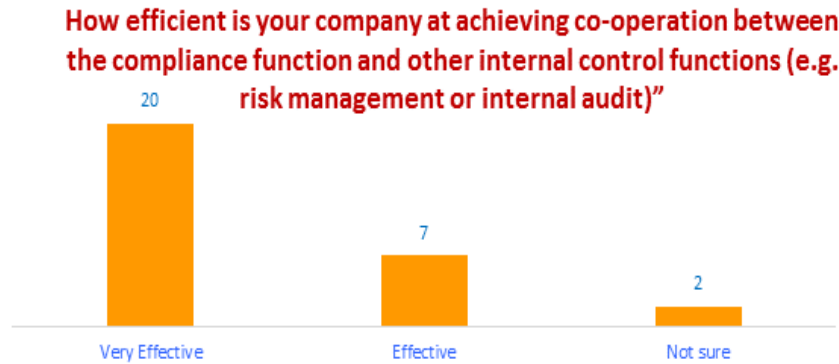 How efficient is your company at achieving co-operation between
the compliance function and other internal control functions (e.g.
risk management or internal audit)”
20
7
2
Very Effective
Effective
Not sure